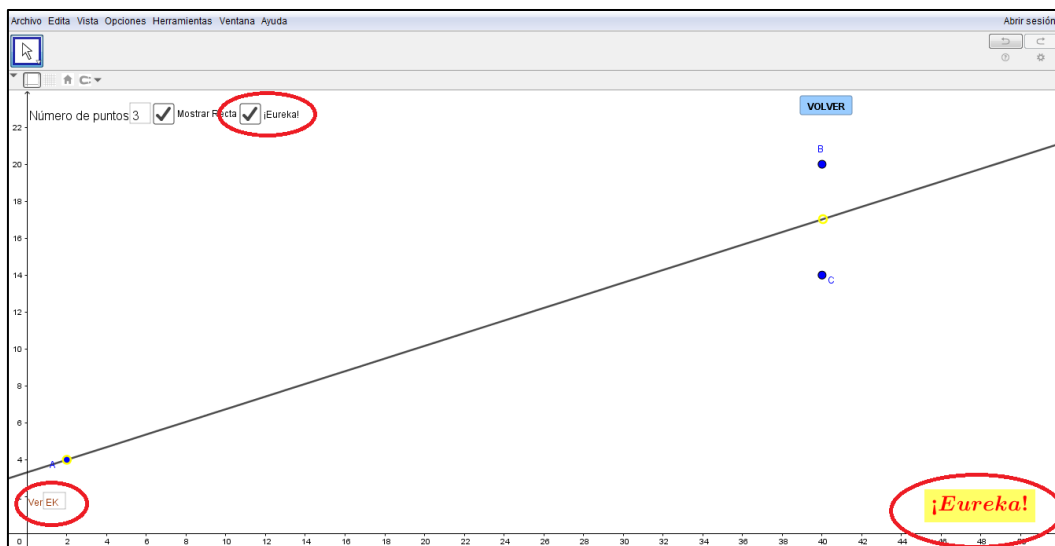 Archivo Edita Vista Opciones Herramientas Ventana Ayuda
Abrir sesión
Número de puntos 3 Mostrar Recta ¡Eureka!
VOLVER
22
20
18
16
14
12
10
8
6
4
B
C
A
Ver EK
¡Eureka!
0 2 4 6 8 10 12 14 16 18 20 22 24 26 28 30 32 34 36 38 40 42 44 46 48 50